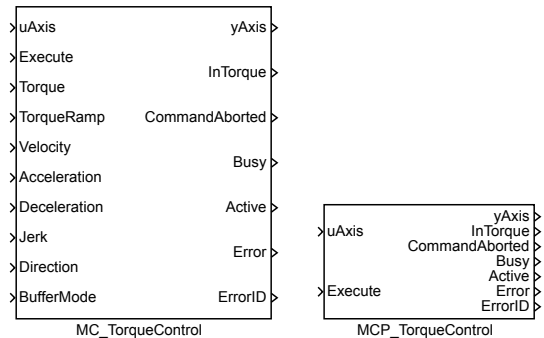 uAxis
Execute
Torque
TorqueRamp
Velocity
Acceleration
Deceleration
Jerk
Direction
BufferMode
yAxis
InTorque
CommandAborted
Busy
Active
Error
ErrorID
MC_TorqueControl
uAxis
Execute
yAxis
InTorque
CommandAborted
Busy
Active
Error
ErrorID
MCP_TorqueControl